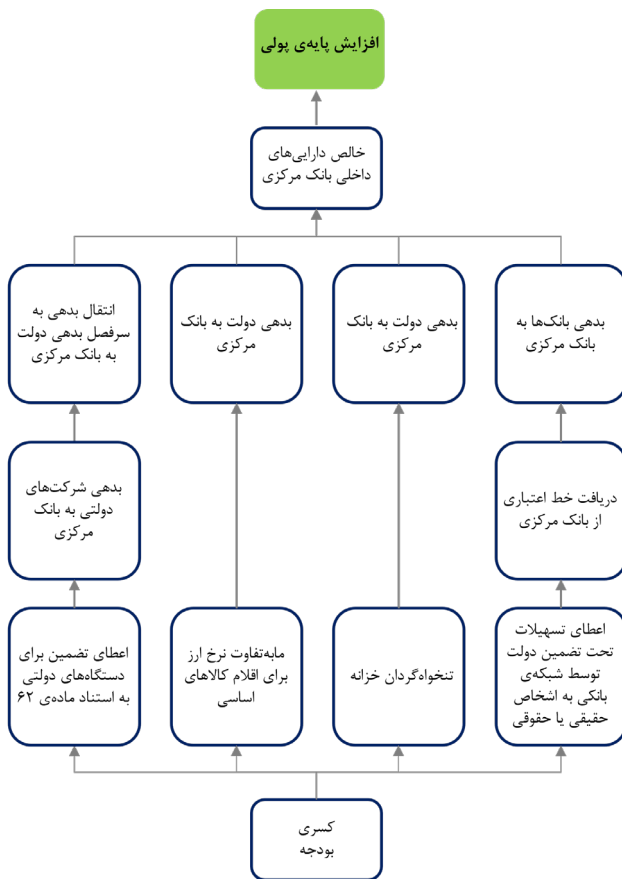 افزایش پایه‌ی پولی
خالص دارایی‌های
داخلی بانک مرکزی
بدهی بانک‌ها به
بانک مرکزی
بدهی دولت به بانک
مرکزی
بدهی دولت به بانک
مرکزی
انتقال بدهی به
سرفصل بدهی دولت
به بانک مرکزی
دریافت خط اعتباری
از بانک مرکزی
بدهی شرکت‌های
دولتی به بانک
مرکزی
اعطای تسهیلات
تحت تضمین دولت
توسط شبکه‌ی
بانکی به اشخاص
حقیقی یا حقوقی
تنخواه‌گردان خزانه
مابه‌تفاوت نرخ ارز
برای اقلام کالاهای
اساسی
اعطای تضمین برای
دستگاه‌های دولتی
به استناد ماده‌ی ۶۲
کسری
بودجه